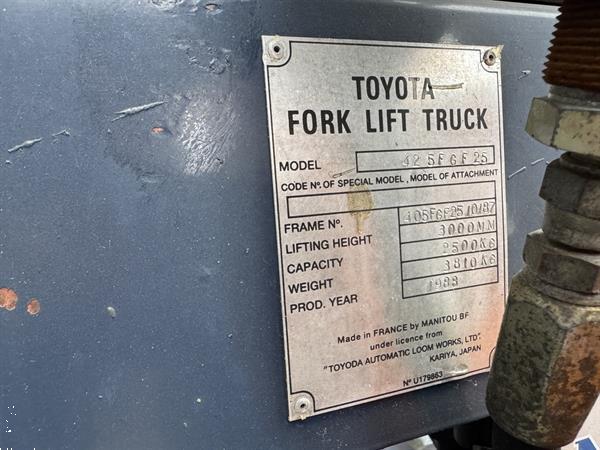 TOYOTA
FORK LIFT TRUCK
MODEL 42 5FGF25
CODE Nº. OF SPECIAL MODEL, MODEL OF ATTACHMENT
FRAME Nº. 405FGF25 10187
LIFTING HEIGHT 3000MM
CAPACITY 2500KG
WEIGHT 3810KG
PROD. YEAR 1988
Made in FRANCE by MANITOU BF
under licence from
"TOYODA AUTOMATIC LOOM WORKS, LTD".
KARIYA, JAPAN
Nº U179863